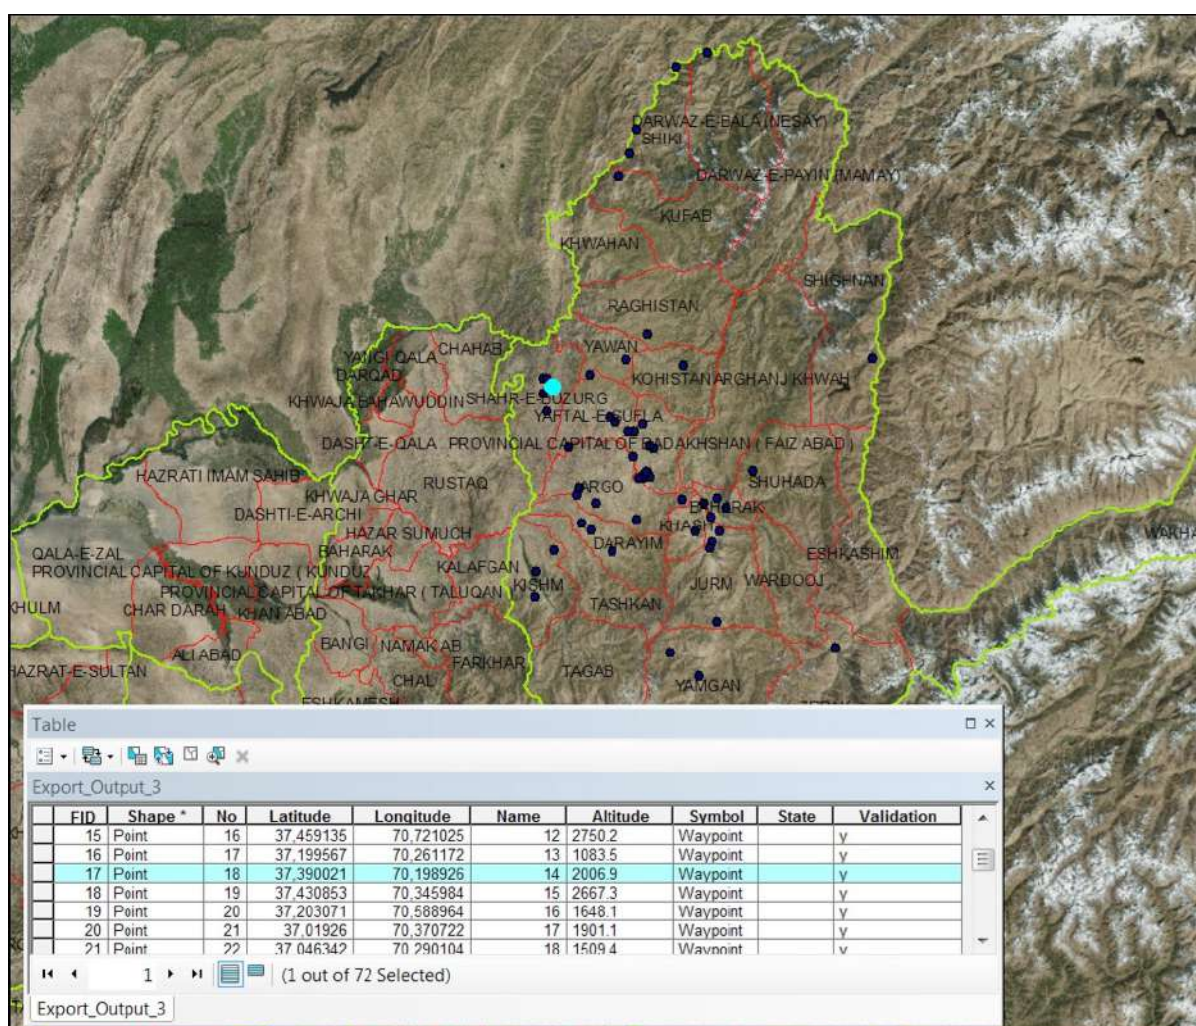 DARWAZ-E-BALA (NESAY)
SHIKI
DARWAZ-E-PAYIN (MAMAY)
KUFAB
KHWAHAN
SHIGHNAN
RAGHISTAN
YAWAN
CHAHAB
YANGI QALA
DARQAD
KOHISTAN ARGHANJ KHWAH
KHWAJA BAHAWUDDIN
SHAHR-E-BUZURG
YAFTAL-E-SUFLA
DASHT-E-QALA
PROVINCIAL CAPITAL OF BADAKHSHAN ( FAIZ ABAD )
HAZRATI IMAM SAHIB
RUSTAQ
ARGO
SHUHADA
KHWAJA GHAR
DASHTI-E-ARCHI
BAHARAK
KHASH
HAZAR SUMUCH
DARAYIM
BAHARAK
ESHKASHIM
QALA-E-ZAL
KALAFGAN
PROVINCIAL CAPITAL OF KUNDUZ ( KUNDUZ
KISHM
JURM
WARDOOJ
PROVINCIAL CAPITAL OF TAKHAR ( TALUQAN )
KHULM
CHAR DARAH
KHAN ABAD
TASHKAN
BANGI
NAMAK AB
ALI ABAD
FARKHAR
HAZRAT-E-SULTAN
TAGAB
CHAL
YAMGAN
ESHKAMESH
Table
Export_Output_3
FID Shape * No Latitude Longitude Name Altitude Symbol State Validation
15 Point 16 37,459135 70,721025 12 2750.2 Waypoint y
16 Point 17 37,199567 70,261172 13 1083.5 Waypoint y
17 Point 18 37,390021 70,198926 14 2006.9 Waypoint y
18 Point 19 37,430853 70,345984 15 2667.3 Waypoint y
19 Point 20 37,203071 70,588964 16 1648.1 Waypoint y
20 Point 21 37,01926 70,370722 17 1901.1 Waypoint y
21 Point 22 37,046342 70,290104 18 1509.4 Waypoint y
1 (1 out of 72 Selected)
Export_Output_3